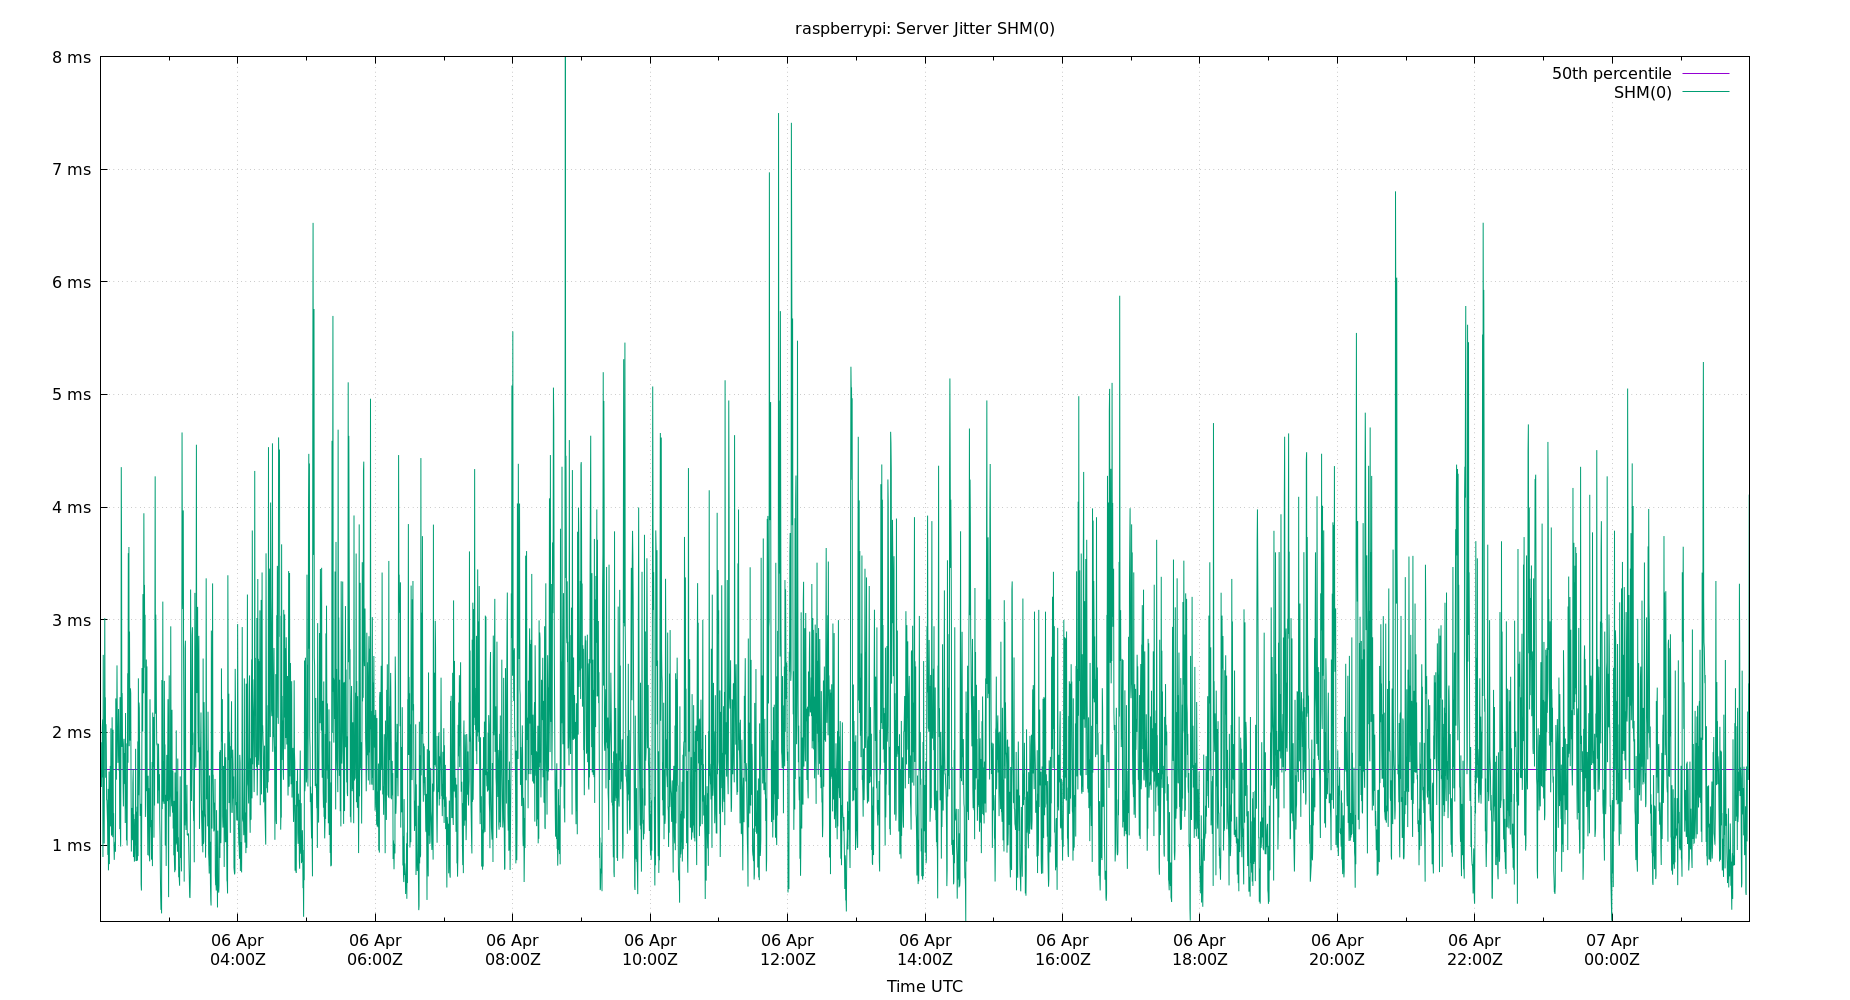 raspberrypi: Server Jitter SHM(0)
8 ms
7 ms
6 ms
5 ms
4 ms
3 ms
2 ms
1 ms
50th percentile
SHM(0)
06 Apr 06 Apr 06 Apr 06 Apr 06 Apr 06 Apr 06 Apr 06 Apr 06 Apr 06 Apr 07 Apr
04:00Z 06:00Z 08:00Z 10:00Z 12:00Z 14:00Z 16:00Z 18:00Z 20:00Z 22:00Z 00:00Z
Time UTC